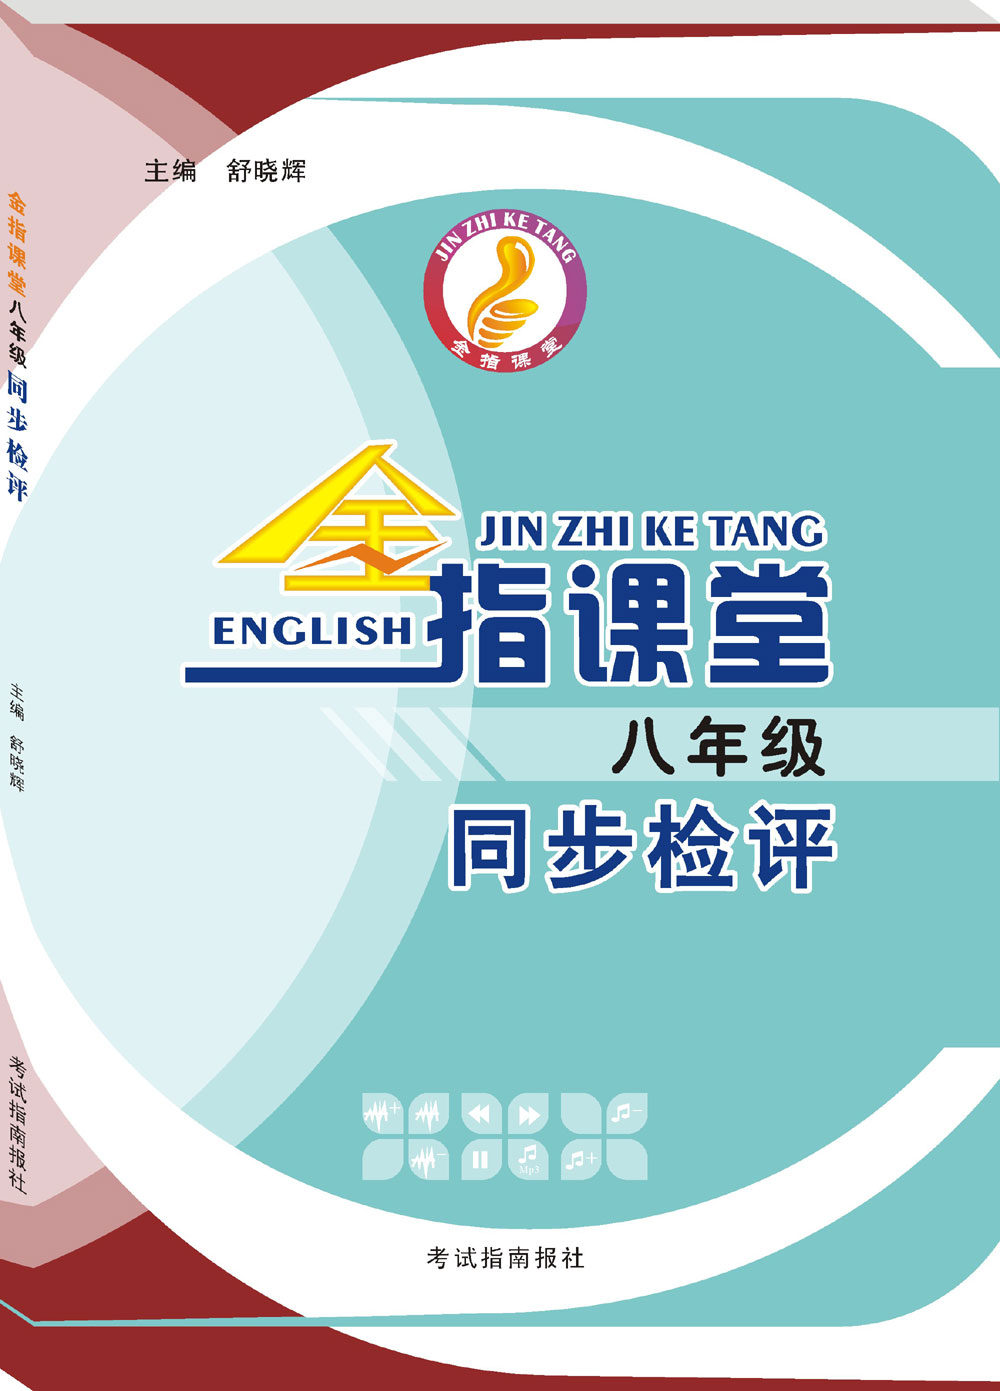 主编 舒晓辉
JIN ZHI KE TANG
金指课堂
JIN ZHI KE TANG
金指课堂
ENGLISH
八年级
同步检评
+
-
-
Mp3
+
考试指南报社
金指课堂八年级同步检评
主编 舒晓辉
考试指南报社